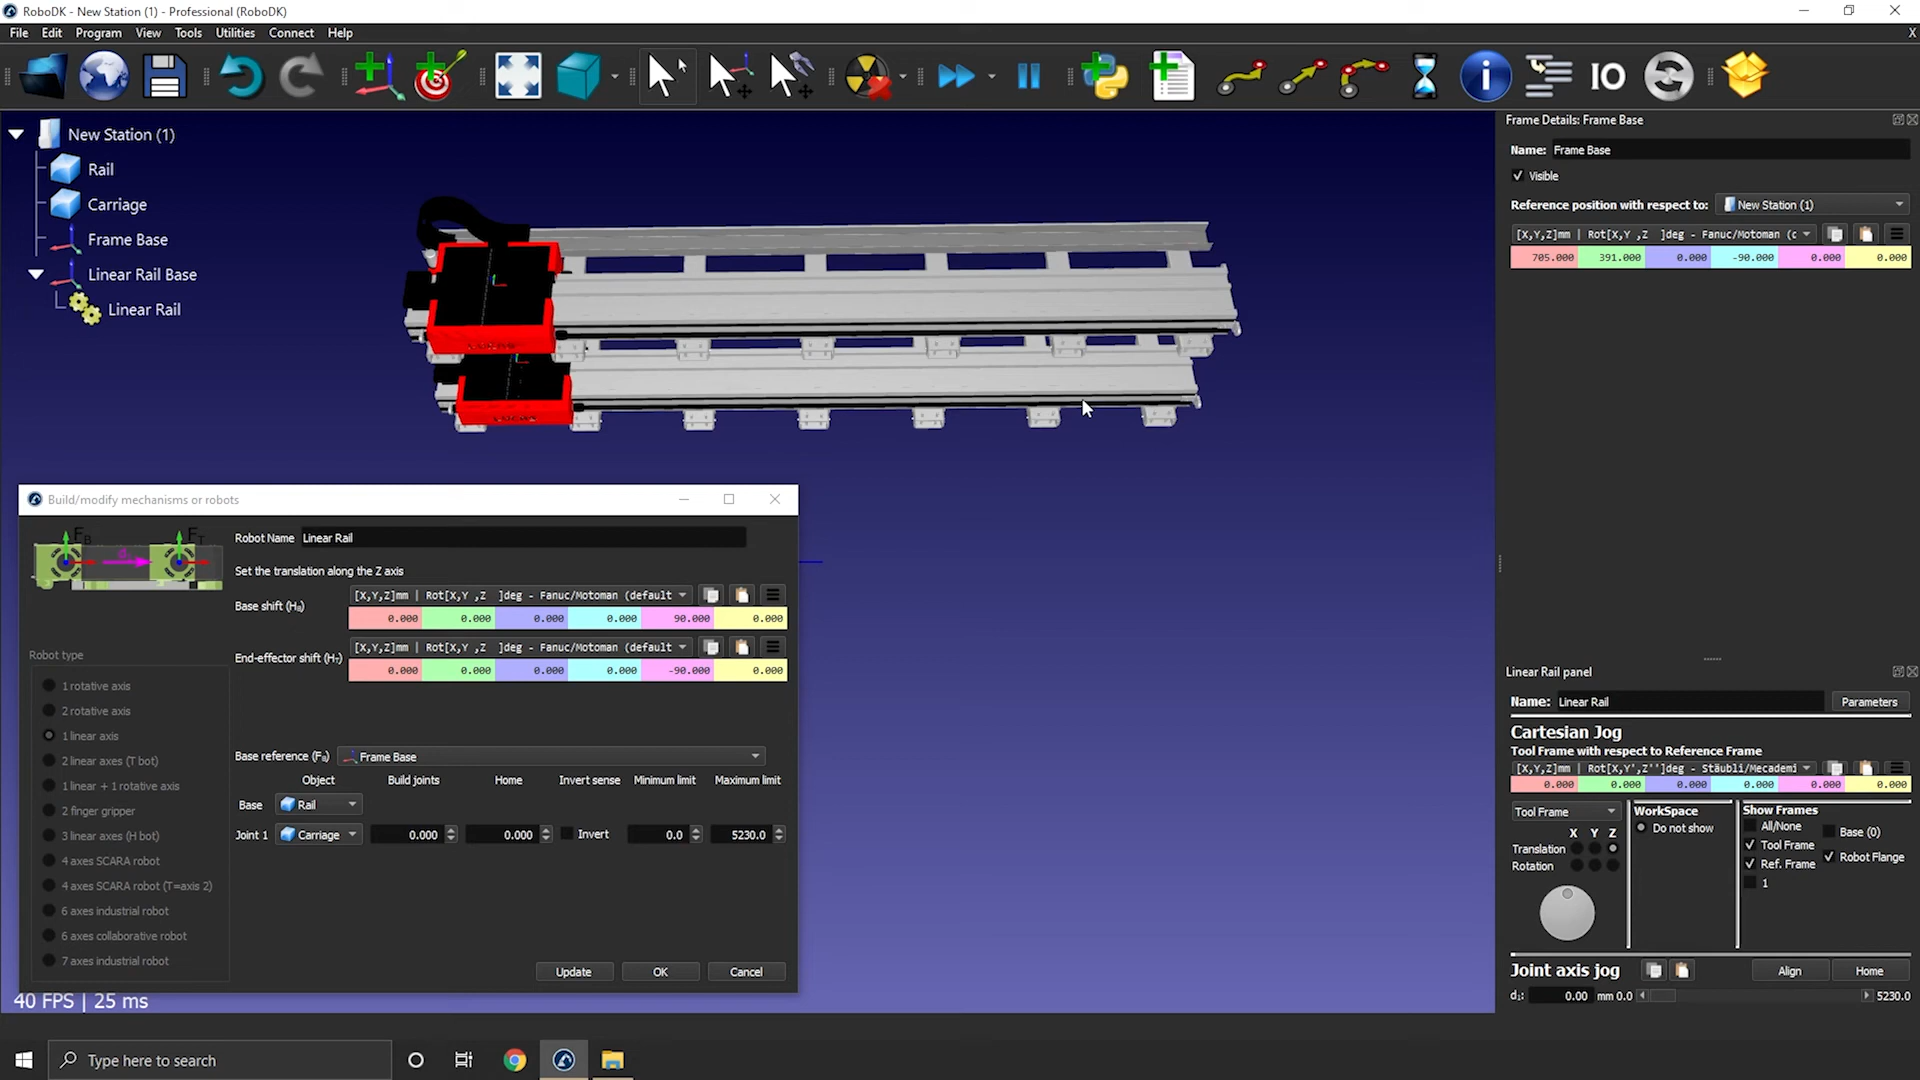 RoboDK - New Station (1) - Professional (RoboDK)
File Edit Program View Tools Utilities Connect Help X
IO
New Station (1)
Rail
Carriage
Frame Base
Linear Rail Base
Linear Rail
Frame Details: Frame Base
Name: Frame Base
Visible
Reference position with respect to: New Station (1)
[X,Y,Z]mm | Rot[X,Y ,Z ]deg - Fanuc/Motoman (c
705.000 391.000 0.000 -90.000 0.000 0.000
Build/modify mechanisms or robots
Robot Name Linear Rail
Set the translation along the Z axis
[X,Y,Z]mm | Rot[X,Y ,Z ]deg - Fanuc/Motoman (default
Base shift (HB)
0.000 0.000 0.000 0.000 90.000 0.000
[X,Y,Z]mm | Rot[X,Y ,Z ]deg - Fanuc/Motoman (default
End-effector shift (HT)
0.000 0.000 0.000 0.000 -90.000 0.000
Robot type
1 rotative axis
2 rotative axis
1 linear axis
2 linear axes (T bot)
1 linear + 1 rotative axis
2 finger gripper
3 linear axes (H bot)
4 axes SCARA robot
4 axes SCARA robot (T=axis 2)
6 axes industrial robot
6 axes collaborative robot
7 axes industrial robot
Base reference (FB) Frame Base
Object Build joints Home Invert sense Minimum limit Maximum limit
Base Rail
Joint 1 Carriage 0.000 0.000 Invert 0.0 5230.0
Update OK Cancel
40 FPS | 25 ms
Linear Rail panel
Name: Linear Rail Parameters
Cartesian Jog
Tool Frame with respect to Reference Frame
[X,Y,Z]mm | Rot[X,Y',Z'']deg - Stäubli/Mecademi
0.000 0.000 0.000 0.000 0.000 0.000
Tool Frame
X Y Z
Translation
Rotation
WorkSpace
Do not show
Show Frames
All/None Base (0)
Tool Frame
Ref. Frame Robot Flange
1
Joint axis jog Align Home
d₁: 0.00 mm 0.0 5230.0
Type here to search